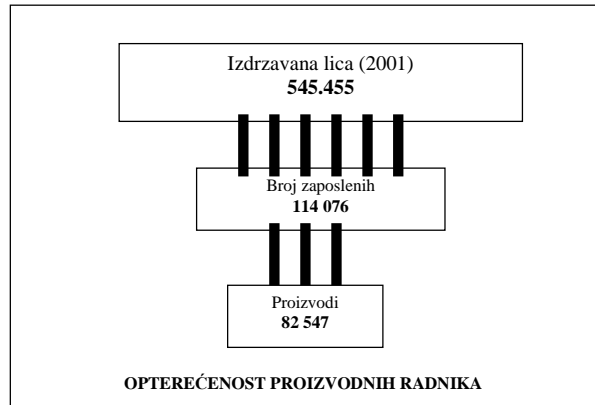 Izdrzavana lica (2001)
545.455
Broj zaposlenih
114 076
Proizvodi
82 547
OPTEREĆENOST PROIZVODNIH RADNIKA